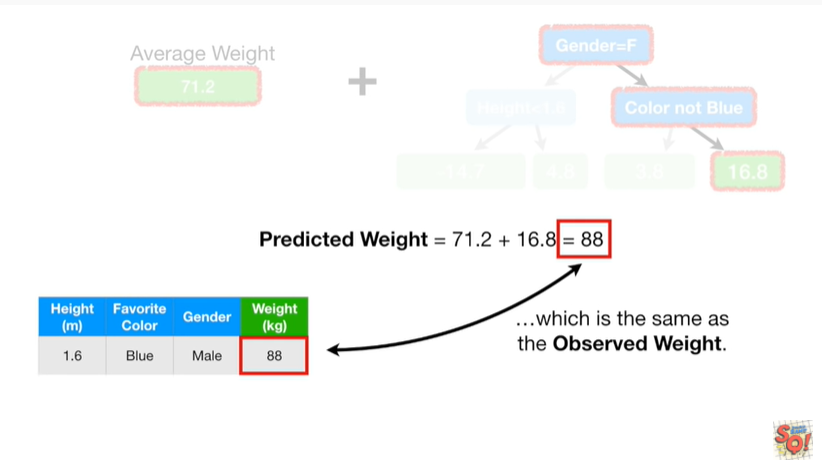 Average Weight
71.2
+
Gender=F
Height<1.6
Color not Blue
-14.7
4.8
3.8
16.8
Predicted Weight = 71.2 + 16.8 = 88
Height (m)
Favorite Color
Gender
Weight (kg)
1.6
Blue
Male
88
…which is the same as
the Observed Weight.
SQ!